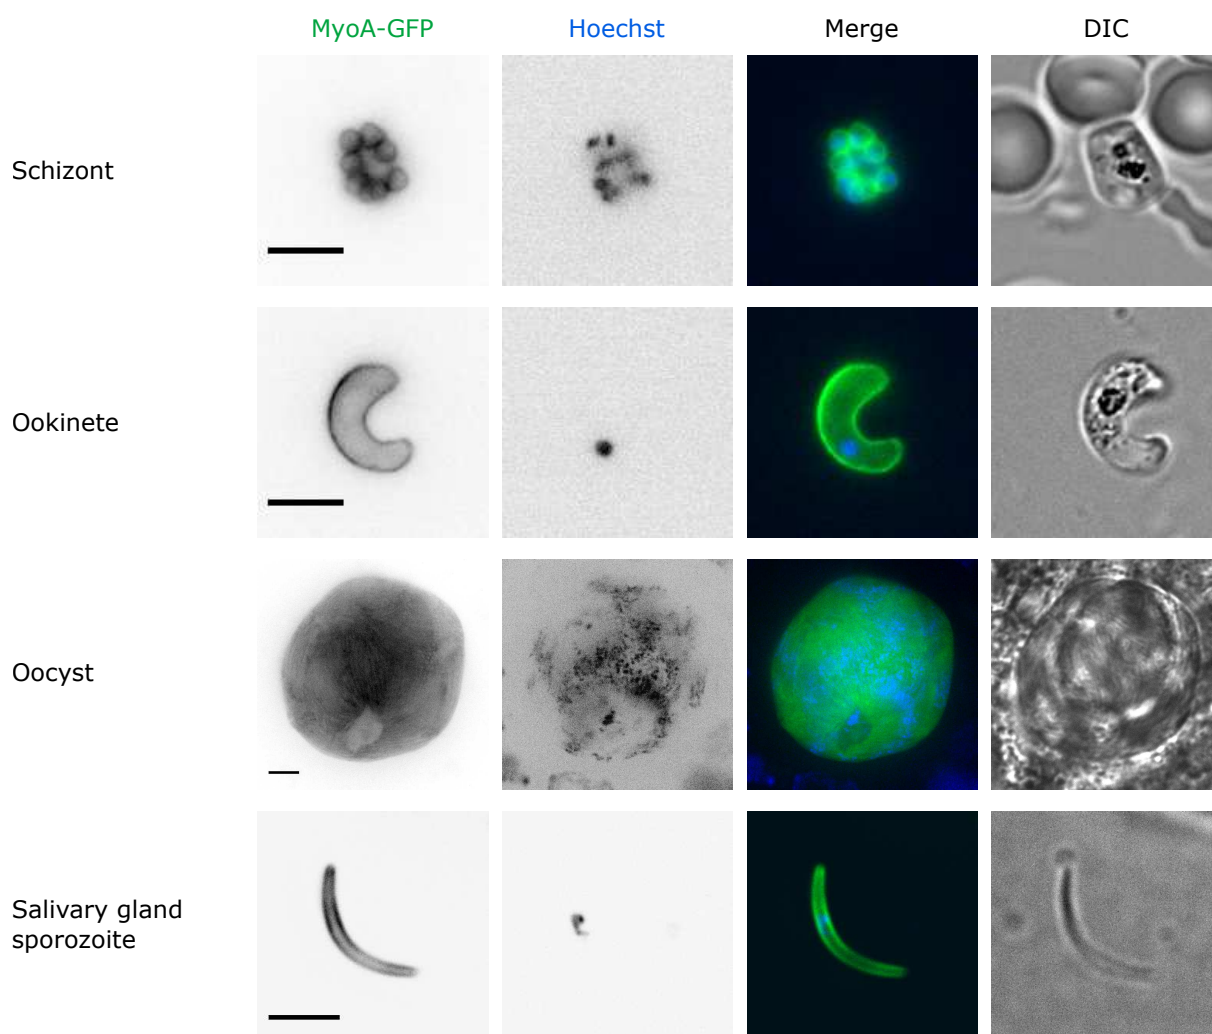 MyoA-GFP Hoechst Merge DIC
Schizont
Ookinete
Oocyst
Salivary gland
sporozoite